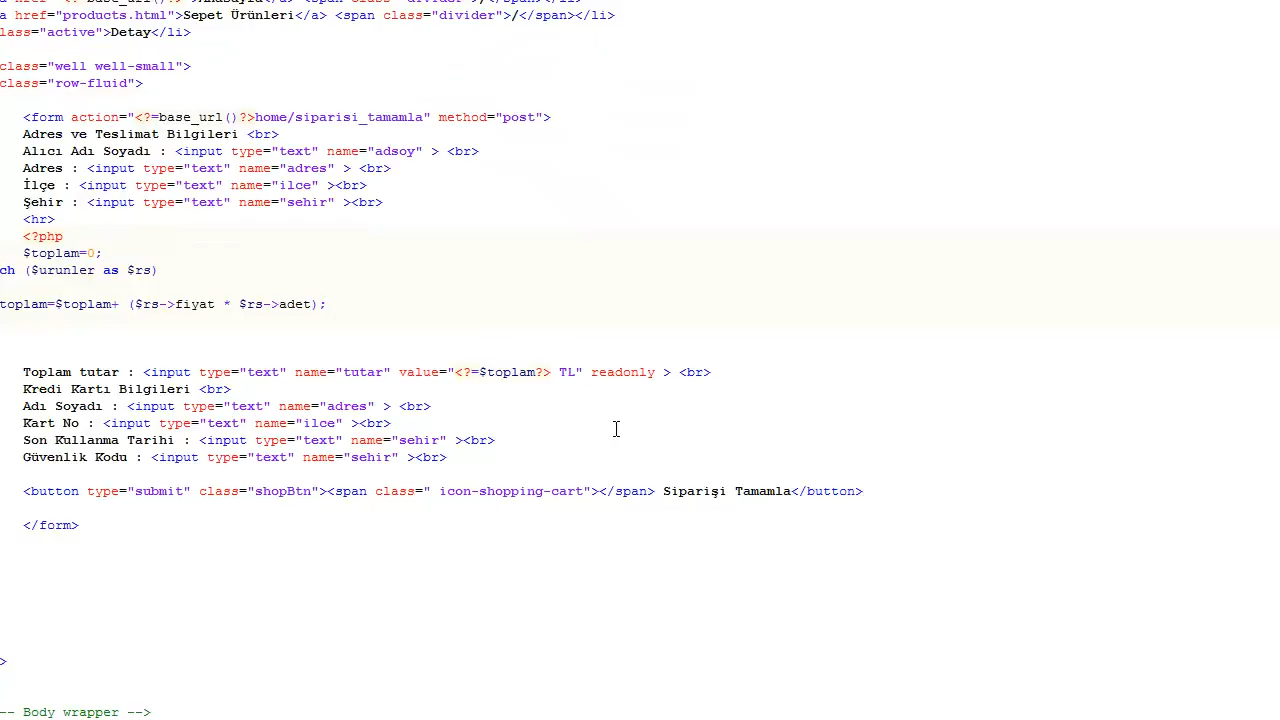 a href="products.html">Sepet Ürünleri</a> <span class="divider">/</span></li>
lass="active">Detay</li>
class="well well-small">
class="row-fluid">
<form action="<?=base_url()?>home/siparisi_tamamla" method="post">
Adres ve Teslimat Bilgileri <br>
Alıcı Adı Soyadı : <input type="text" name="adsoy" > <br>
Adres : <input type="text" name="adres" > <br>
İlçe : <input type="text" name="ilce" ><br>
Şehir : <input type="text" name="sehir" ><br>
<hr>
<?php
$toplam=0;
ch ($urunler as $rs)
toplam=$toplam+ ($rs->fiyat * $rs->adet);
Toplam tutar : <input type="text" name="tutar" value="<?=$toplam?> TL" readonly > <br>
Kredi Kartı Bilgileri <br>
Adı Soyadı : <input type="text" name="adres" > <br>
Kart No : <input type="text" name="ilce" ><br>
Son Kullanma Tarihi : <input type="text" name="sehir" ><br>
Güvenlik Kodu : <input type="text" name="sehir" ><br>
<button type="submit" class="shopBtn"><span class=" icon-shopping-cart"></span> Siparişi Tamamla</button>
</form>
>
-- Body wrapper -->